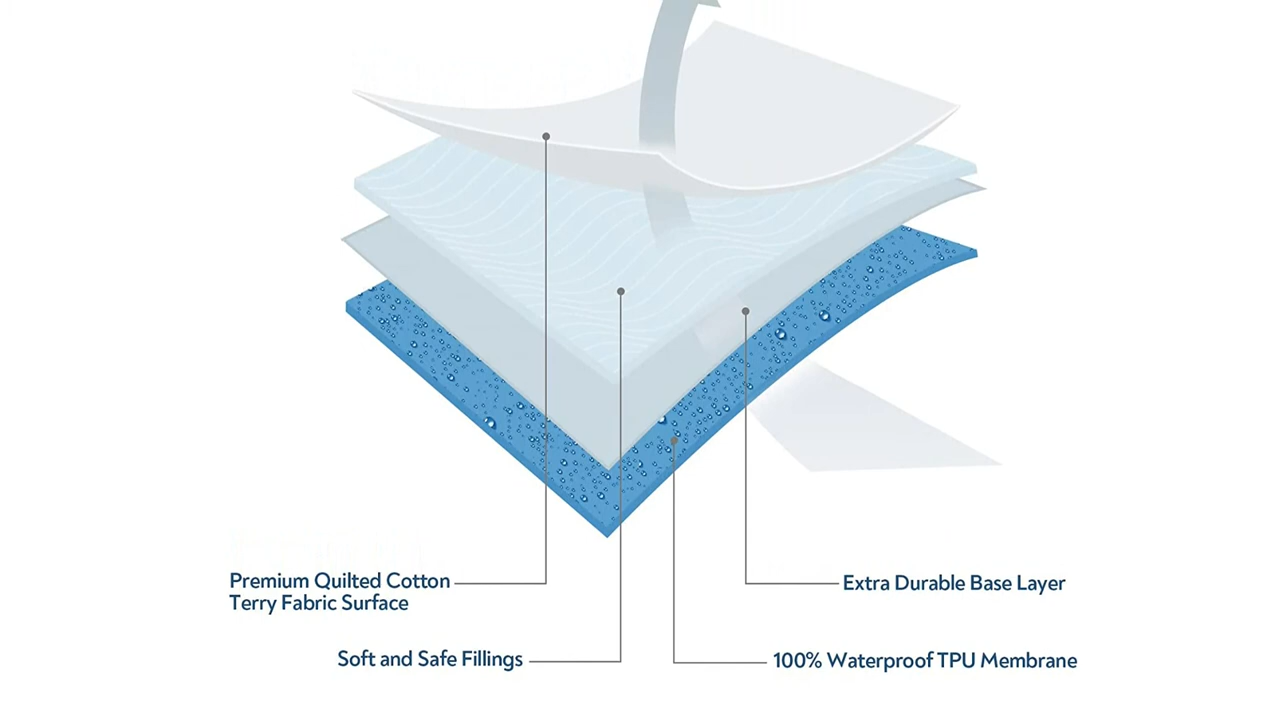 Premium Quilted Cotton
Terry Fabric Surface
Extra Durable Base Layer
Soft and Safe Fillings
100% Waterproof TPU Membrane